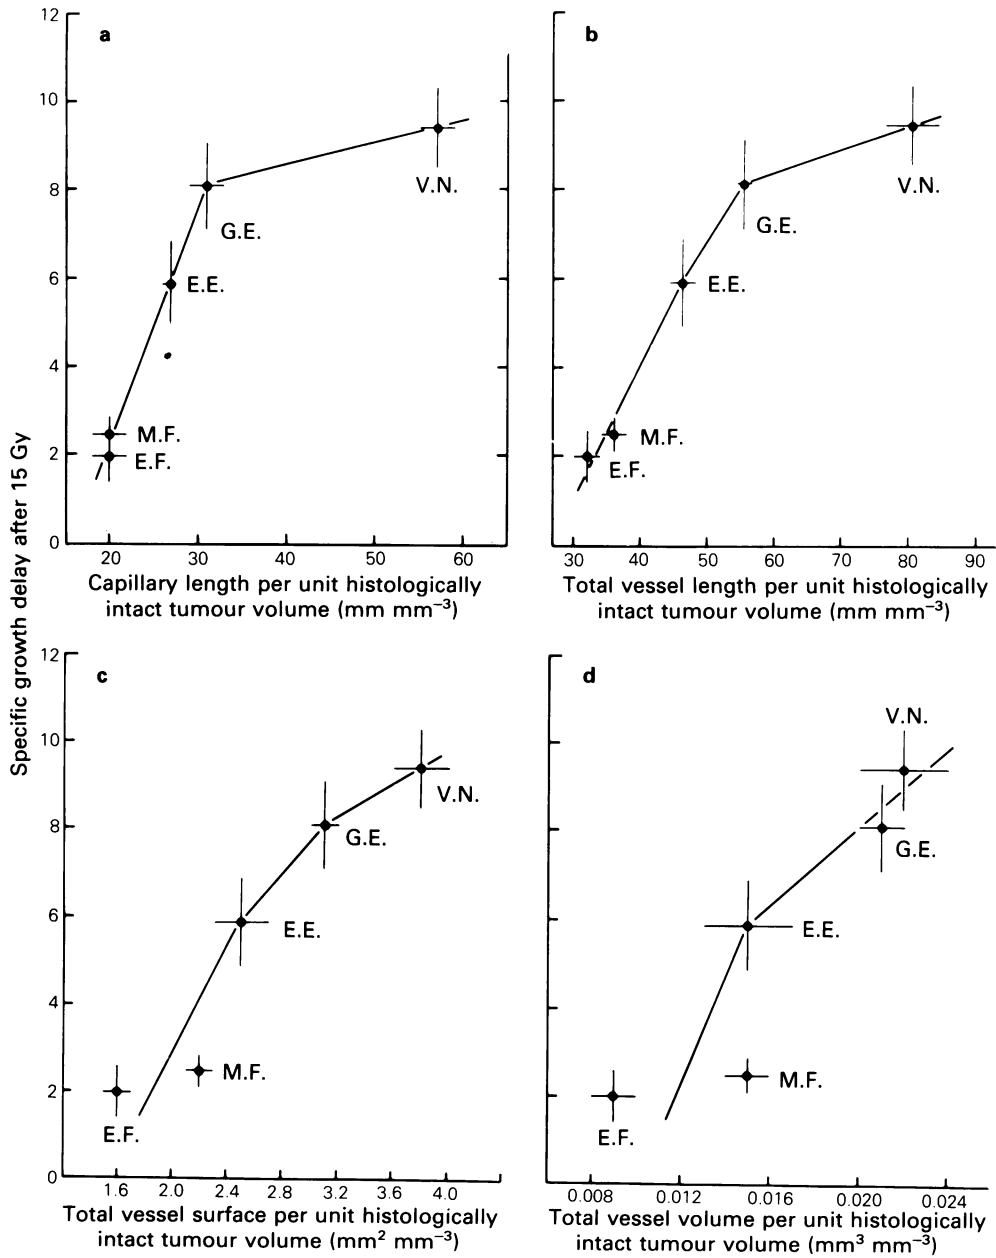 Specific growth delay after 15 Gy
a
12
10
8
6
4
2
0
V.N.
G.E.
E.E.
M.F.
E.F.
20 30 40 50 60
Capillary length per unit histologically
intact tumour volume (mm mm⁻³)
b
V.N.
G.E.
E.E.
M.F.
E.F.
30 40 50 60 70 80 90
Total vessel length per unit histologically
intact tumour volume (mm mm⁻³)
c
12
10
8
6
4
2
0
V.N.
G.E.
E.E.
M.F.
E.F.
1.6 2.0 2.4 2.8 3.2 3.6 4.0
Total vessel surface per unit histologically
intact tumour volume (mm² mm⁻³)
d
V.N.
G.E.
E.E.
M.F.
E.F.
0.008 0.012 0.016 0.020 0.024
Total vessel volume per unit histologically
intact tumour volume (mm³ mm⁻³)